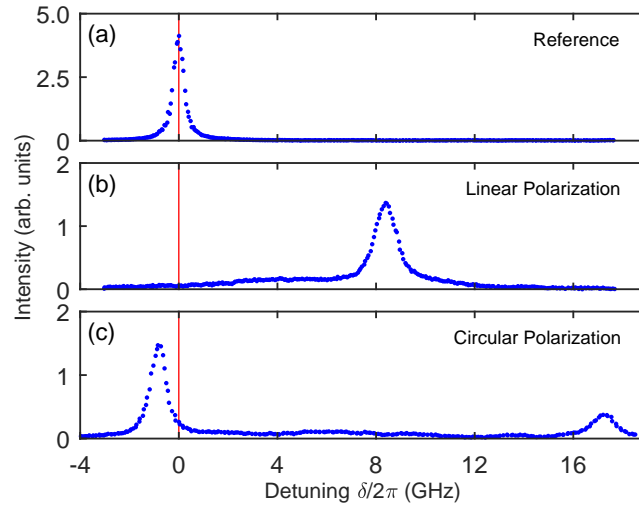 (a)
Reference
5.0
2.5
0
(b)
Linear Polarization
2
1
0
(c)
Circular Polarization
2
1
0
Intensity (arb. units)
-4 0 4 8 12 16
Detuning δ/2π (GHz)